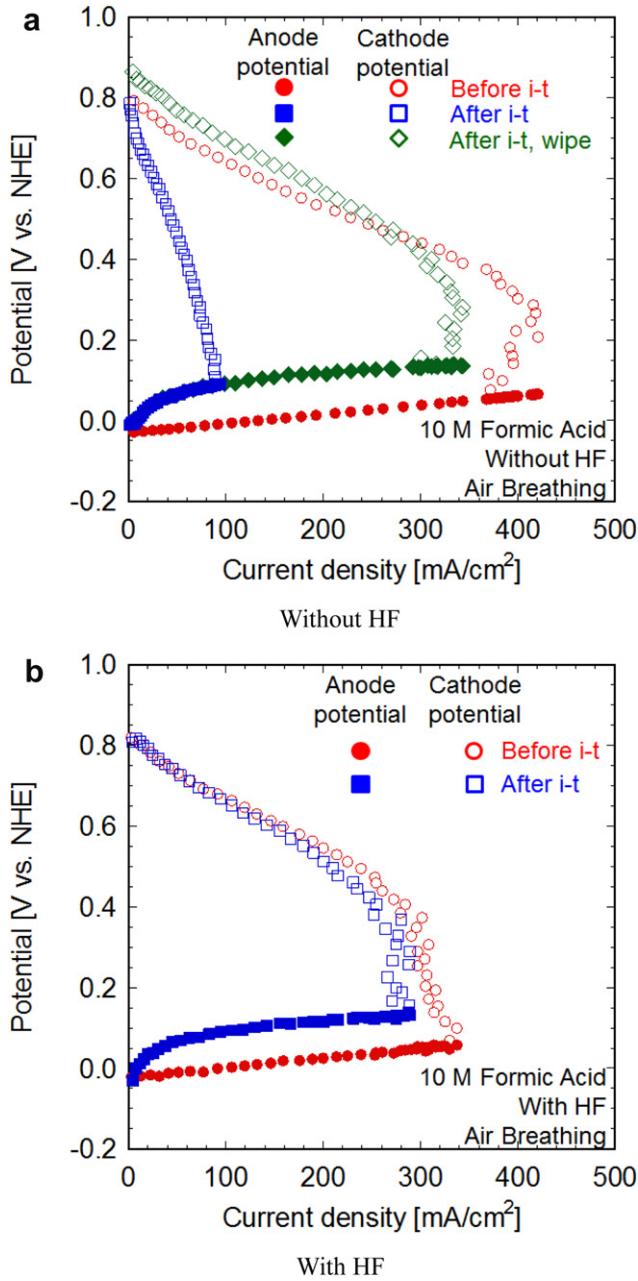 a
1.0
0.8
0.6
0.4
0.2
0.0
-0.2
Potential [V vs. NHE]
Anode Cathode
potential potential
Before i-t
After i-t
After i-t, wipe
10 M Formic Acid
Without HF
Air Breathing
0 100 200 300 400 500
Current density [mA/cm²]
Without HF
b
1.0
0.8
0.6
0.4
0.2
0.0
-0.2
Potential [V vs. NHE]
Anode Cathode
potential potential
Before i-t
After i-t
10 M Formic Acid
With HF
Air Breathing
0 100 200 300 400 500
Current density [mA/cm²]
With HF